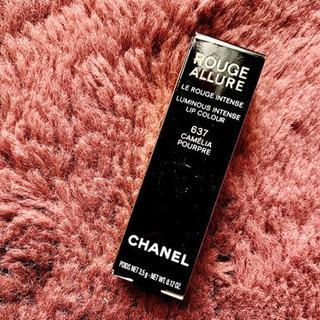 ROUGE
ALLURE
LE ROUGE INTENSE
LUMINOUS INTENSE
LIP COLOUR
637
CAMÉLIA
POURPRE
CHANEL
POIDS NET 3,5 g - NET WT. 0.12 OZ.